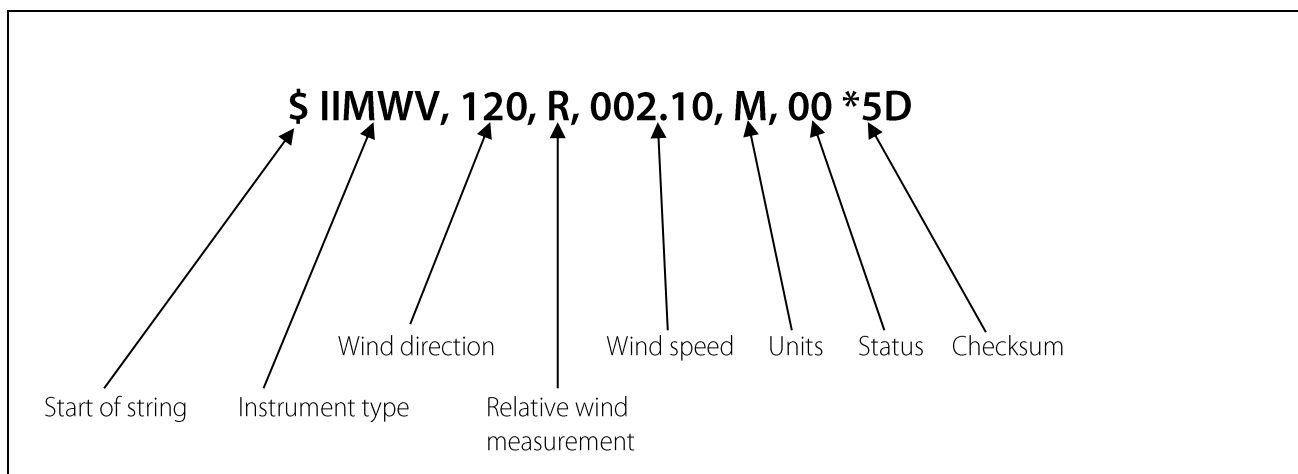 $ IIMWV, 120, R, 002.10, M, 00 *5D
Wind direction
Wind speed
Units
Status
Checksum
Start of string
Instrument type
Relative wind
measurement